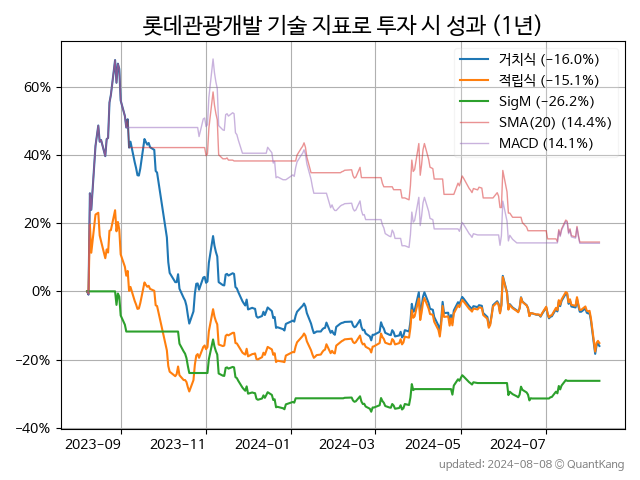 롯데관광개발 기술 지표로 투자 시 성과 (1년)
거치식 (-16.0%)
적립식 (-15.1%)
SigM (-26.2%)
SMA(20) (14.4%)
MACD (14.1%)
60%
40%
20%
0%
-20%
-40%
2023-09
2023-11
2024-01
2024-03
2024-05
2024-07
updated: 2024-08-08 © QuantKang